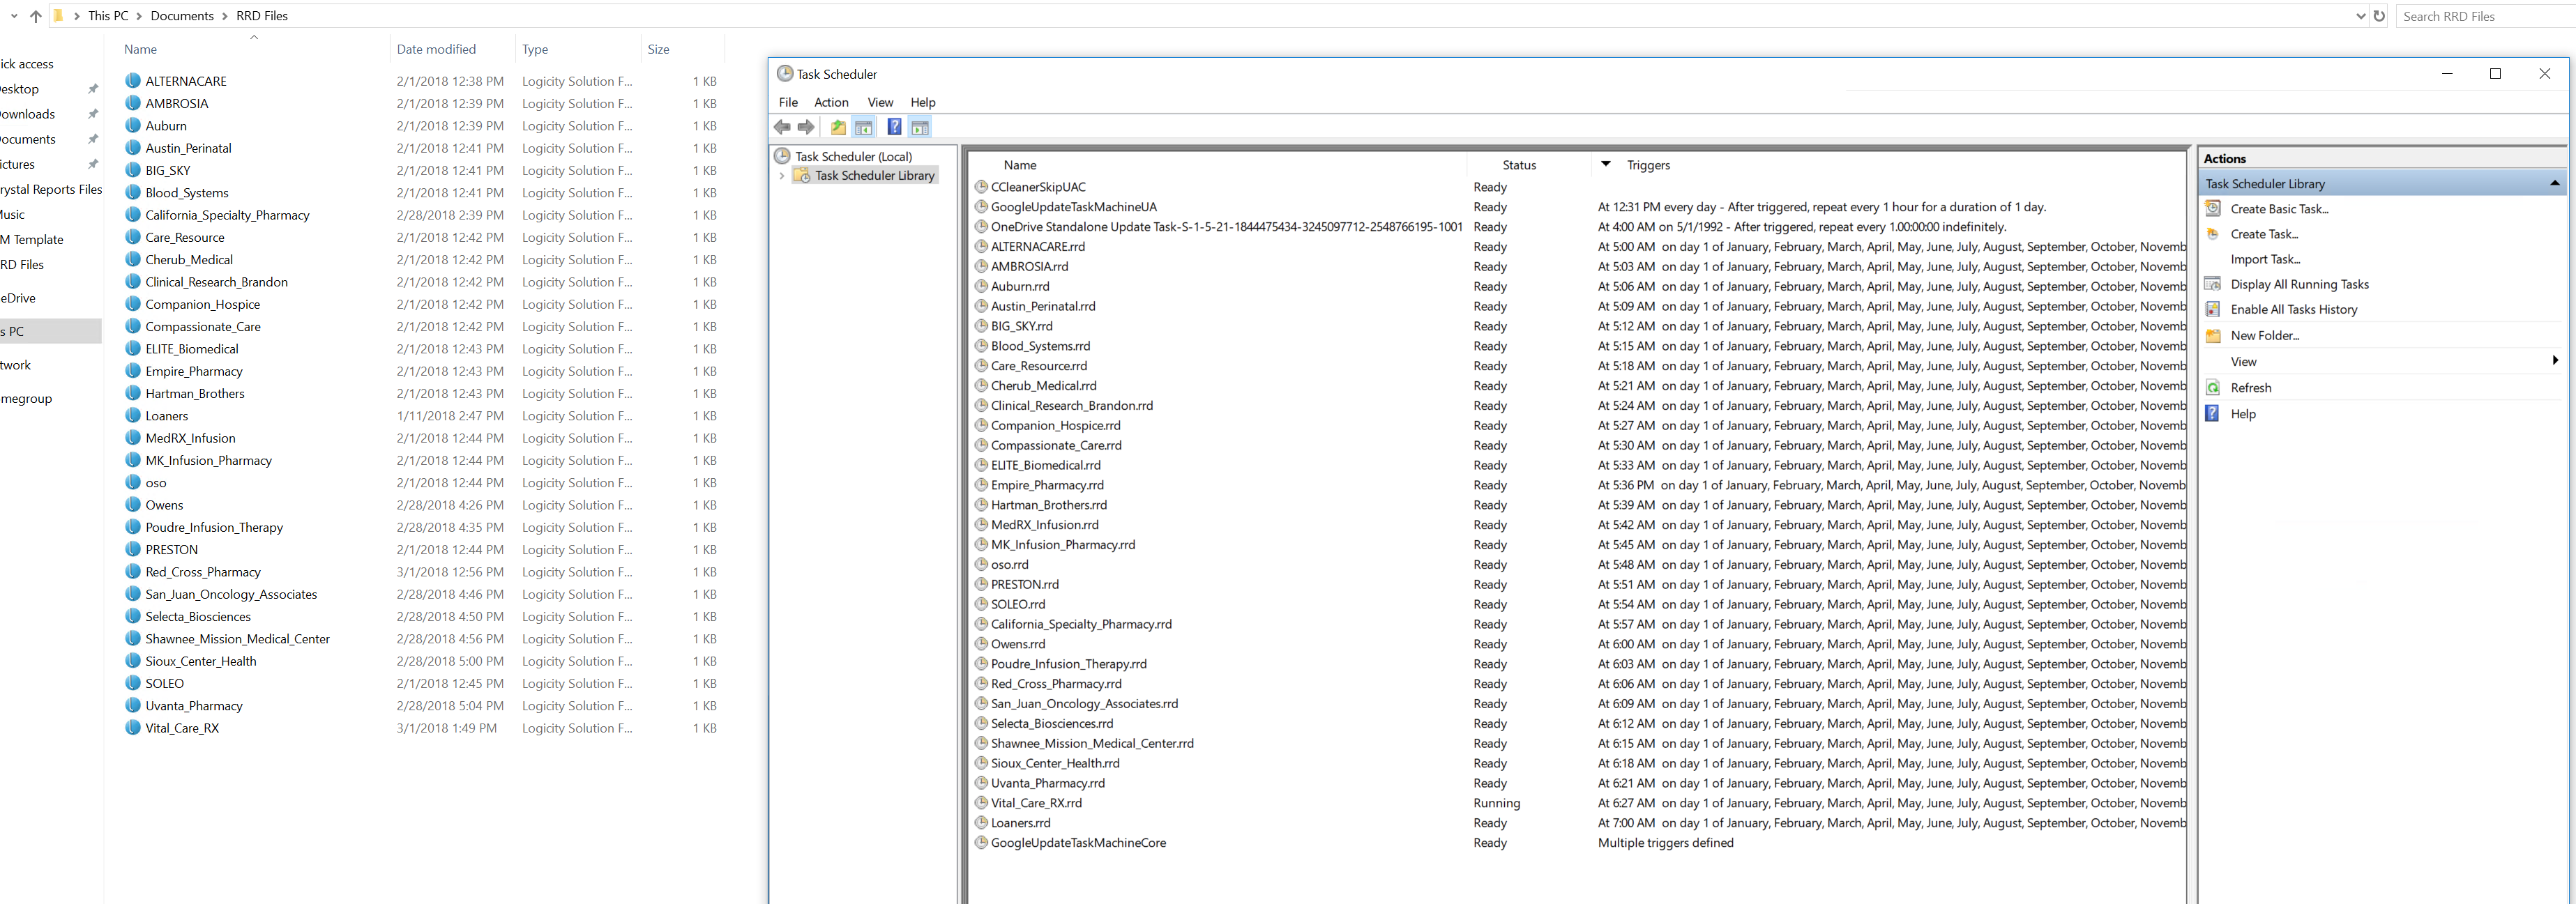 This PC > Documents > RRD Files
Search RRD Files
Name Date modified Type Size
ick access
esktop
ownloads
ocuments
ictures
rystal Reports Files
usic
M Template
RD Files
eDrive
s PC
twork
megroup
ALTERNACARE 2/1/2018 12:38 PM Logicity Solution F... 1 KB
AMBROSIA 2/1/2018 12:39 PM Logicity Solution F... 1 KB
Auburn 2/1/2018 12:39 PM Logicity Solution F... 1 KB
Austin_Perinatal 2/1/2018 12:41 PM Logicity Solution F... 1 KB
BIG_SKY 2/1/2018 12:41 PM Logicity Solution F... 1 KB
Blood_Systems 2/1/2018 12:41 PM Logicity Solution F... 1 KB
California_Specialty_Pharmacy 2/28/2018 2:39 PM Logicity Solution F... 1 KB
Care_Resource 2/1/2018 12:42 PM Logicity Solution F... 1 KB
Cherub_Medical 2/1/2018 12:42 PM Logicity Solution F... 1 KB
Clinical_Research_Brandon 2/1/2018 12:42 PM Logicity Solution F... 1 KB
Companion_Hospice 2/1/2018 12:42 PM Logicity Solution F... 1 KB
Compassionate_Care 2/1/2018 12:42 PM Logicity Solution F... 1 KB
ELITE_Biomedical 2/1/2018 12:43 PM Logicity Solution F... 1 KB
Empire_Pharmacy 2/1/2018 12:43 PM Logicity Solution F... 1 KB
Hartman_Brothers 2/1/2018 12:43 PM Logicity Solution F... 1 KB
Loaners 1/11/2018 2:47 PM Logicity Solution F... 1 KB
MedRX_Infusion 2/1/2018 12:44 PM Logicity Solution F... 1 KB
MK_Infusion_Pharmacy 2/1/2018 12:44 PM Logicity Solution F... 1 KB
oso 2/1/2018 12:44 PM Logicity Solution F... 1 KB
Owens 2/28/2018 4:26 PM Logicity Solution F... 1 KB
Poudre_Infusion_Therapy 2/28/2018 4:35 PM Logicity Solution F... 1 KB
PRESTON 2/1/2018 12:44 PM Logicity Solution F... 1 KB
Red_Cross_Pharmacy 3/1/2018 12:56 PM Logicity Solution F... 1 KB
San_Juan_Oncology_Associates 2/28/2018 4:46 PM Logicity Solution F... 1 KB
Selecta_Biosciences 2/28/2018 4:50 PM Logicity Solution F... 1 KB
Shawnee_Mission_Medical_Center 2/28/2018 4:56 PM Logicity Solution F... 1 KB
Sioux_Center_Health 2/28/2018 5:00 PM Logicity Solution F... 1 KB
SOLEO 2/1/2018 12:45 PM Logicity Solution F... 1 KB
Uvanta_Pharmacy 2/28/2018 5:04 PM Logicity Solution F... 1 KB
Vital_Care_RX 3/1/2018 1:49 PM Logicity Solution F... 1 KB
Task Scheduler
File Action View Help
Task Scheduler (Local)
Task Scheduler Library
Name Status Triggers
CCleanerSkipUAC Ready
GoogleUpdateTaskMachineUA Ready At 12:31 PM every day - After triggered, repeat every 1 hour for a duration of 1 day.
OneDrive Standalone Update Task-S-1-5-21-1844475434-3245097712-2548766195-1001 Ready At 4:00 AM on 5/1/1992 - After triggered, repeat every 1.00:00:00 indefinitely.
ALTERNACARE.rrd Ready At 5:00 AM on day 1 of January, February, March, April, May, June, July, August, September, October, Novemb
AMBROSIA.rrd Ready At 5:03 AM on day 1 of January, February, March, April, May, June, July, August, September, October, Novemb
Auburn.rrd Ready At 5:06 AM on day 1 of January, February, March, April, May, June, July, August, September, October, Novemb
Austin_Perinatal.rrd Ready At 5:09 AM on day 1 of January, February, March, April, May, June, July, August, September, October, Novemb
BIG_SKY.rrd Ready At 5:12 AM on day 1 of January, February, March, April, May, June, July, August, September, October, Novemb
Blood_Systems.rrd Ready At 5:15 AM on day 1 of January, February, March, April, May, June, July, August, September, October, Novemb
Care_Resource.rrd Ready At 5:18 AM on day 1 of January, February, March, April, May, June, July, August, September, October, Novemb
Cherub_Medical.rrd Ready At 5:21 AM on day 1 of January, February, March, April, May, June, July, August, September, October, Novemb
Clinical_Research_Brandon.rrd Ready At 5:24 AM on day 1 of January, February, March, April, May, June, July, August, September, October, Novemb
Companion_Hospice.rrd Ready At 5:27 AM on day 1 of January, February, March, April, May, June, July, August, September, October, Novemb
Compassionate_Care.rrd Ready At 5:30 AM on day 1 of January, February, March, April, May, June, July, August, September, October, Novemb
ELITE_Biomedical.rrd Ready At 5:33 AM on day 1 of January, February, March, April, May, June, July, August, September, October, Novemb
Empire_Pharmacy.rrd Ready At 5:36 PM on day 1 of January, February, March, April, May, June, July, August, September, October, Novemb
Hartman_Brothers.rrd Ready At 5:39 AM on day 1 of January, February, March, April, May, June, July, August, September, October, Novemb
MedRX_Infusion.rrd Ready At 5:42 AM on day 1 of January, February, March, April, May, June, July, August, September, October, Novemb
MK_Infusion_Pharmacy.rrd Ready At 5:45 AM on day 1 of January, February, March, April, May, June, July, August, September, October, Novemb
oso.rrd Ready At 5:48 AM on day 1 of January, February, March, April, May, June, July, August, September, October, Novemb
PRESTON.rrd Ready At 5:51 AM on day 1 of January, February, March, April, May, June, July, August, September, October, Novemb
SOLEO.rrd Ready At 5:54 AM on day 1 of January, February, March, April, May, June, July, August, September, October, Novemb
California_Specialty_Pharmacy.rrd Ready At 5:57 AM on day 1 of January, February, March, April, May, June, July, August, September, October, Novemb
Owens.rrd Ready At 6:00 AM on day 1 of January, February, March, April, May, June, July, August, September, October, Novemb
Poudre_Infusion_Therapy.rrd Ready At 6:03 AM on day 1 of January, February, March, April, May, June, July, August, September, October, Novemb
Red_Cross_Pharmacy.rrd Ready At 6:06 AM on day 1 of January, February, March, April, May, June, July, August, September, October, Novemb
San_Juan_Oncology_Associates.rrd Ready At 6:09 AM on day 1 of January, February, March, April, May, June, July, August, September, October, Novemb
Selecta_Biosciences.rrd Ready At 6:12 AM on day 1 of January, February, March, April, May, June, July, August, September, October, Novemb
Shawnee_Mission_Medical_Center.rrd Ready At 6:15 AM on day 1 of January, February, March, April, May, June, July, August, September, October, Novemb
Sioux_Center_Health.rrd Ready At 6:18 AM on day 1 of January, February, March, April, May, June, July, August, September, October, Novemb
Uvanta_Pharmacy.rrd Ready At 6:21 AM on day 1 of January, February, March, April, May, June, July, August, September, October, Novemb
Vital_Care_RX.rrd Running At 6:27 AM on day 1 of January, February, March, April, May, June, July, August, September, October, Novemb
Loaners.rrd Ready At 7:00 AM on day 1 of January, February, March, April, May, June, July, August, September, October, Novemb
GoogleUpdateTaskMachineCore Ready Multiple triggers defined
Actions
Task Scheduler Library
Create Basic Task...
Create Task...
Import Task...
Display All Running Tasks
Enable All Tasks History
New Folder...
View
Refresh
Help